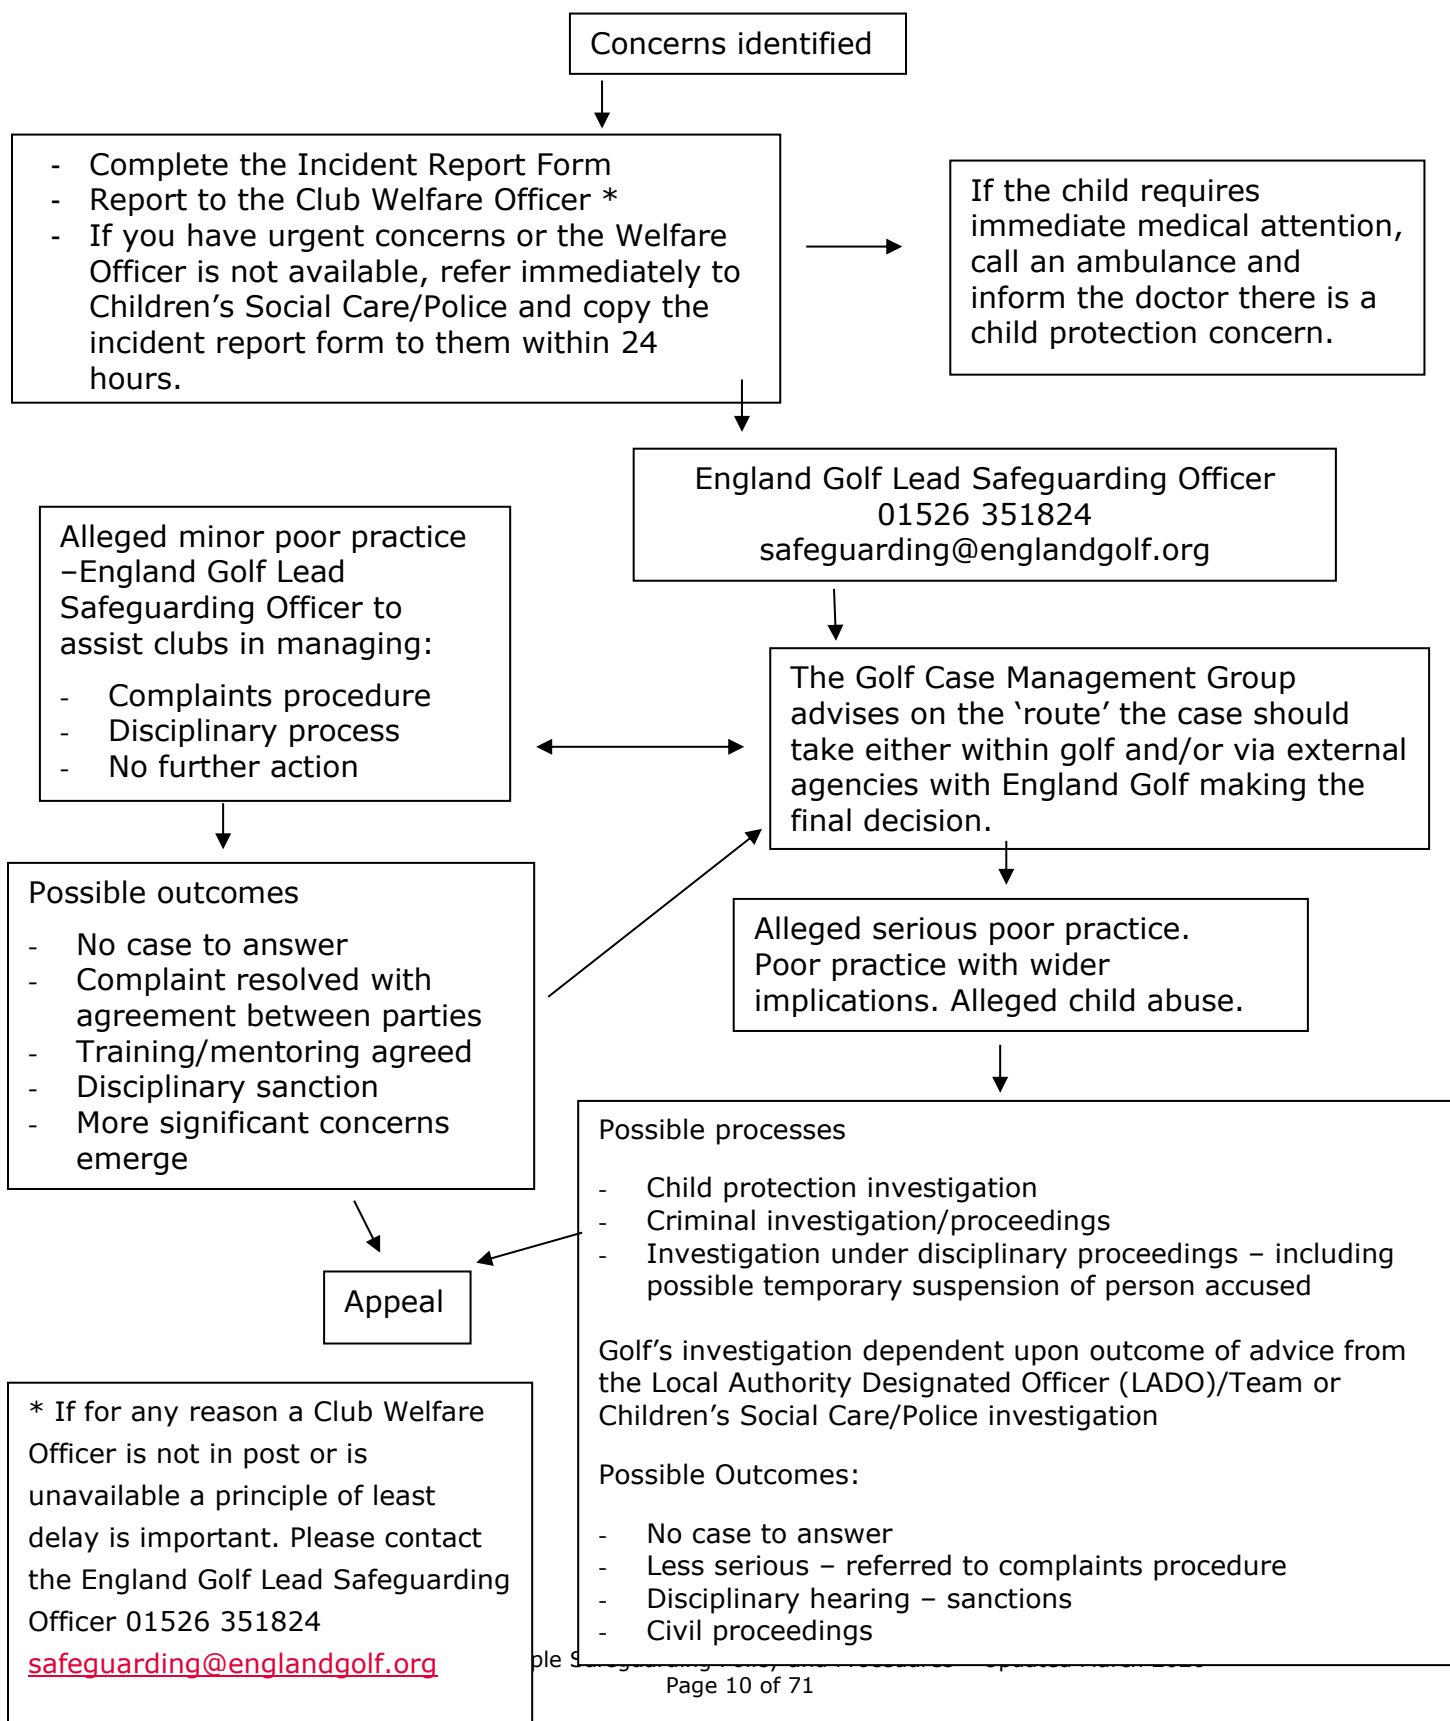 Concerns identified
- Complete the Incident Report Form
- Report to the Club Welfare Officer *
- If you have urgent concerns or the Welfare
Officer is not available, refer immediately to
Children’s Social Care/Police and copy the
incident report form to them within 24
hours.
If the child requires
immediate medical attention,
call an ambulance and
inform the doctor there is a
child protection concern.
England Golf Lead Safeguarding Officer
01526 351824
safeguarding@englandgolf.org
Alleged minor poor practice
–England Golf Lead
Safeguarding Officer to
assist clubs in managing:
- Complaints procedure
- Disciplinary process
- No further action
The Golf Case Management Group
advises on the ‘route’ the case should
take either within golf and/or via external
agencies with England Golf making the
final decision.
Possible outcomes
- No case to answer
- Complaint resolved with
agreement between parties
- Training/mentoring agreed
- Disciplinary sanction
- More significant concerns
emerge
Alleged serious poor practice.
Poor practice with wider
implications. Alleged child abuse.
Possible processes
- Child protection investigation
- Criminal investigation/proceedings
- Investigation under disciplinary proceedings – including
possible temporary suspension of person accused
Golf’s investigation dependent upon outcome of advice from
the Local Authority Designated Officer (LADO)/Team or
Children’s Social Care/Police investigation
Possible Outcomes:
- No case to answer
- Less serious – referred to complaints procedure
- Disciplinary hearing – sanctions
- Civil proceedings
Appeal
* If for any reason a Club Welfare
Officer is not in post or is
unavailable a principle of least
delay is important. Please contact
the England Golf Lead Safeguarding
Officer 01526 351824
safeguarding@englandgolf.org
Page 10 of 71